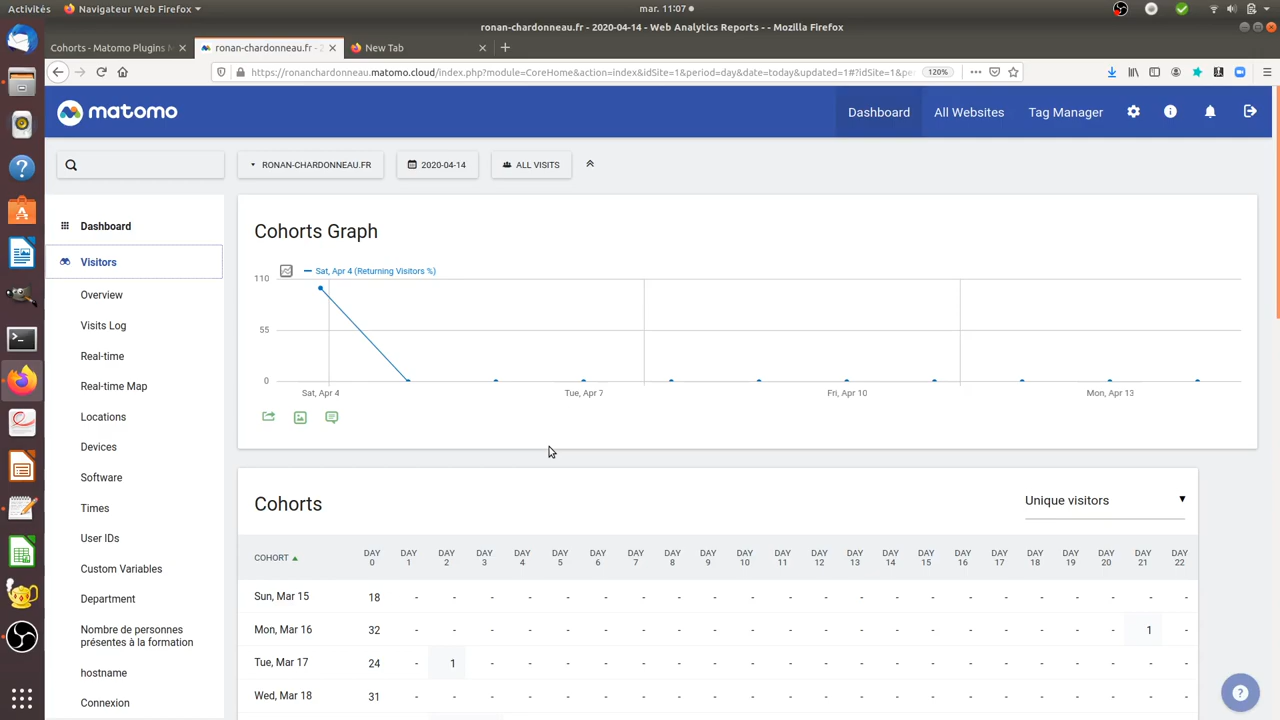 Activités
Navigateur Web Firefox
mar. 11:07
ronan-chardonneau.fr - 2020-04-14 - Web Analytics Reports - - Mozilla Firefox
Cohorts - Matomo Plugins M
ronan-chardonneau.fr - 2
New Tab
https://ronanchardonneau.matomo.cloud/index.php?module=CoreHome&action=index&idSite=1&period=day&date=today&updated=1#?idSite=1&pe
120%
matomo
Dashboard
All Websites
Tag Manager
RONAN-CHARDONNEAU.FR
2020-04-14
ALL VISITS
Dashboard
Visitors
Overview
Visits Log
Real-time
Real-time Map
Locations
Devices
Software
Times
User IDs
Custom Variables
Department
Nombre de personnes
présentes à la formation
hostname
Connexion
Cohorts Graph
Sat, Apr 4 (Returning Visitors %)
110
55
0
Sat, Apr 4
Tue, Apr 7
Fri, Apr 10
Mon, Apr 13
Cohorts
Unique visitors
COHORT DAY 0 DAY 1 DAY 2 DAY 3 DAY 4 DAY 5 DAY 6 DAY 7 DAY 8 DAY 9 DAY 10 DAY 11 DAY 12 DAY 13 DAY 14 DAY 15 DAY 16 DAY 17 DAY 18 DAY 19 DAY 20 DAY 21 DAY 22
Sun, Mar 15 18 - - - - - - - - - - - - - - - - - - - - - -
Mon, Mar 16 32 - - - - - - - - - - - - - - - - - - - - 1 -
Tue, Mar 17 24 - 1 - - - - - - - - - - - - - - - - - - - -
Wed, Mar 18 31 - - - - - - - - - - - - - - - - - - - - - -